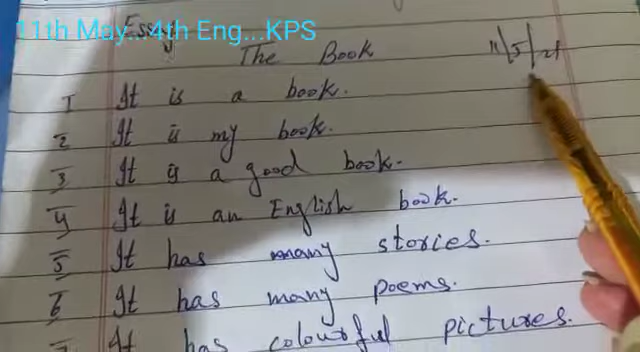 11th May...4th Eng...KPS
Essay
The Book 11/5/21
1 It is a book.
2 It is my book.
3 It is a good book.
4 It is an English book.
5 It has many stories.
6 It has many poems.
7 It has colourful pictures.